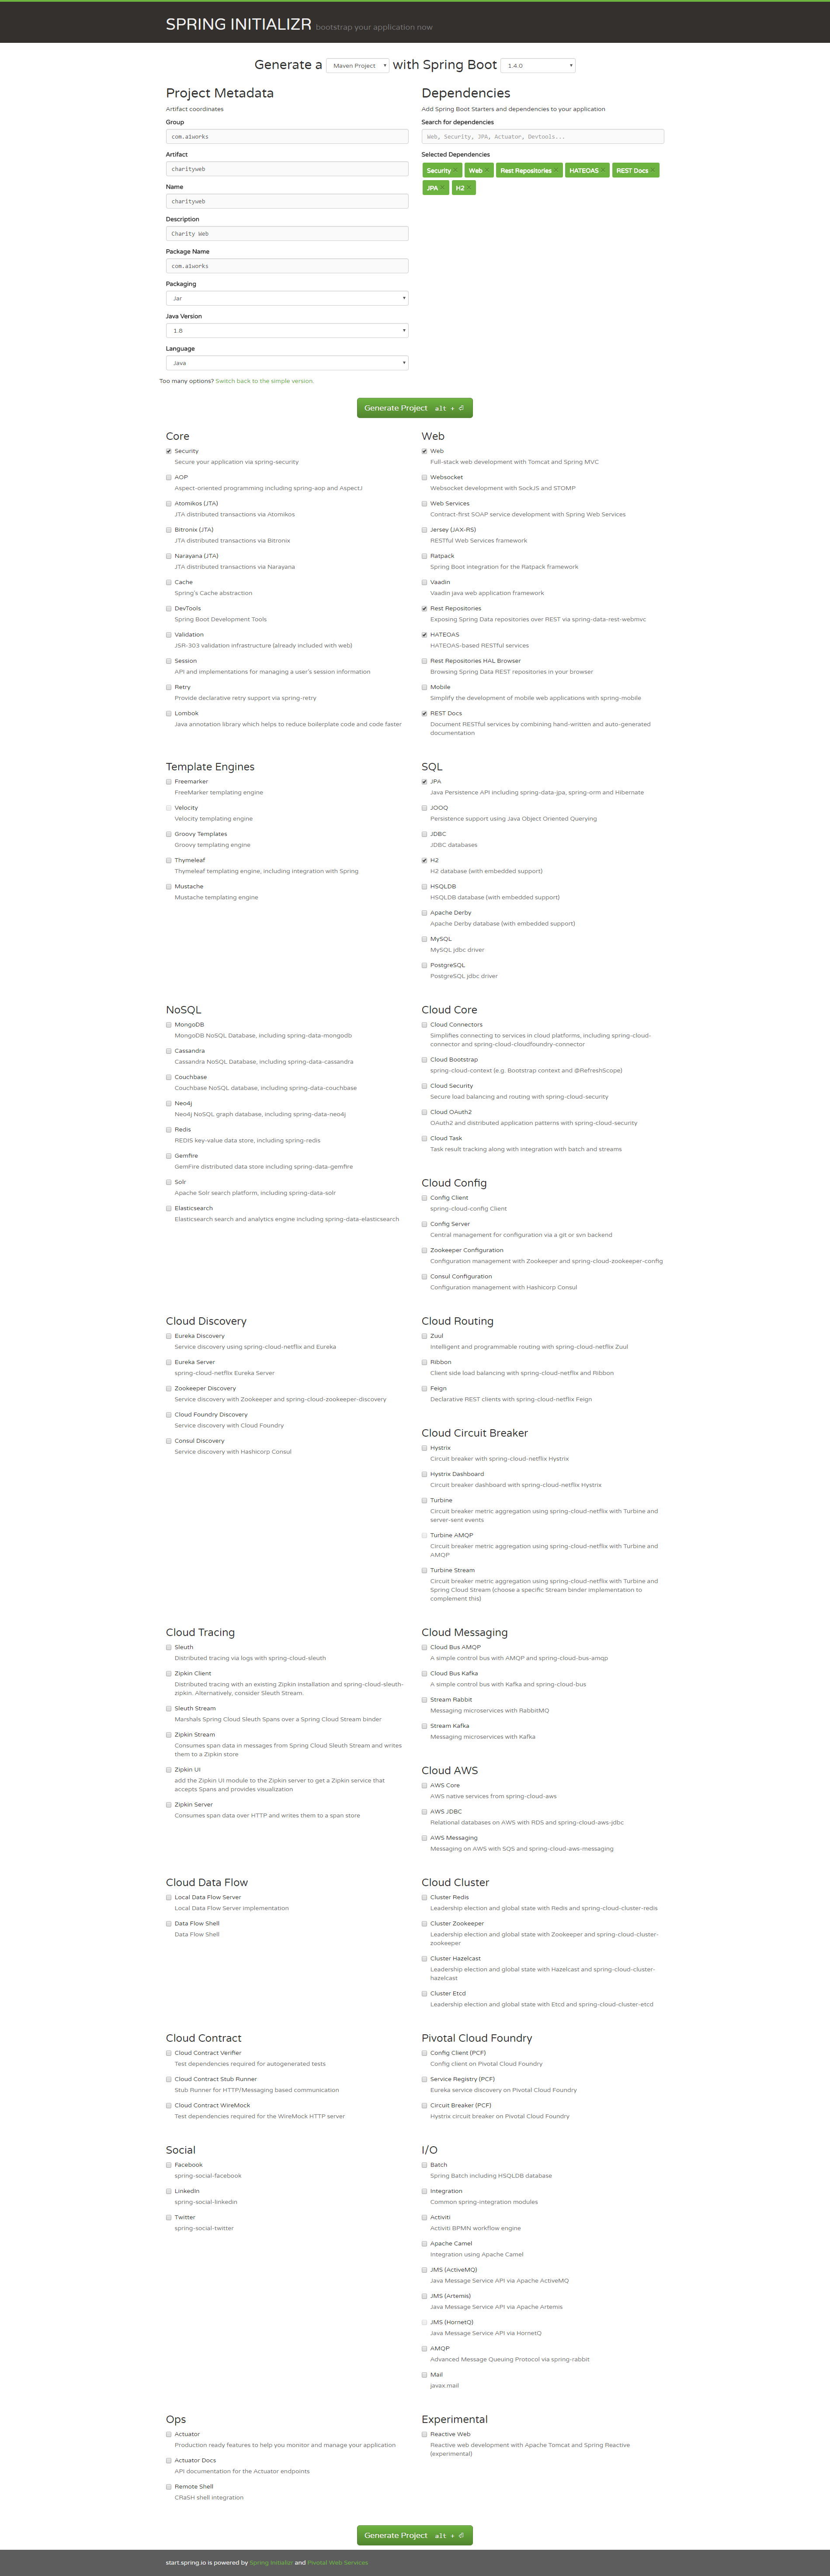 SPRING INITIALIZR bootstrap your application now
Generate a Maven Project with Spring Boot 1.4.0
Project Metadata
Artifact coordinates
Group
com.a1works
Artifact
charityweb
Name
charityweb
Description
Charity Web
Package Name
com.a1works
Packaging
Jar
Java Version
1.8
Language
Java
Too many options? Switch back to the simple version.
Dependencies
Add Spring Boot Starters and dependencies to your application
Search for dependencies
Web, Security, JPA, Actuator, Devtools...
Selected Dependencies
Security × Web × Rest Repositories × HATEOAS × REST Docs ×
JPA × H2 ×
Generate Project alt + ⏎
Core
Security
Secure your application via spring-security
AOP
Aspect-oriented programming including spring-aop and AspectJ
Atomikos (JTA)
JTA distributed transactions via Atomikos
Bitronix (JTA)
JTA distributed transactions via Bitronix
Narayana (JTA)
JTA distributed transactions via Narayana
Cache
Spring's Cache abstraction
DevTools
Spring Boot Development Tools
Validation
JSR-303 validation infrastructure (already included with web)
Session
API and implementations for managing a user's session information
Retry
Provide declarative retry support via spring-retry
Lombok
Java annotation library which helps to reduce boilerplate code and code faster
Web
Web
Full-stack web development with Tomcat and Spring MVC
Websocket
Websocket development with SockJS and STOMP
Web Services
Contract-first SOAP service development with Spring Web Services
Jersey (JAX-RS)
RESTful Web Services framework
Ratpack
Spring Boot integration for the Ratpack framework
Vaadin
Vaadin java web application framework
Rest Repositories
Exposing Spring Data repositories over REST via spring-data-rest-webmvc
HATEOAS
HATEOAS-based RESTful services
Rest Repositories HAL Browser
Browsing Spring Data REST repositories in your browser
Mobile
Simplify the development of mobile web applications with spring-mobile
REST Docs
Document RESTful services by combining hand-written and auto-generated
documentation
Template Engines
Freemarker
FreeMarker templating engine
Velocity
Velocity templating engine
Groovy Templates
Groovy templating engine
Thymeleaf
Thymeleaf templating engine, including integration with Spring
Mustache
Mustache templating engine
SQL
JPA
Java Persistence API including spring-data-jpa, spring-orm and Hibernate
JOOQ
Persistence support using Java Object Oriented Querying
JDBC
JDBC databases
H2
H2 database (with embedded support)
HSQLDB
HSQLDB database (with embedded support)
Apache Derby
Apache Derby database (with embedded support)
MySQL
MySQL jdbc driver
PostgreSQL
PostgreSQL jdbc driver
NoSQL
MongoDB
MongoDB NoSQL Database, including spring-data-mongodb
Cassandra
Cassandra NoSQL Database, including spring-data-cassandra
Couchbase
Couchbase NoSQL database, including spring-data-couchbase
Neo4j
Neo4j NoSQL graph database, including spring-data-neo4j
Redis
REDIS key-value data store, including spring-redis
Gemfire
GemFire distributed data store including spring-data-gemfire
Solr
Apache Solr search platform, including spring-data-solr
Elasticsearch
Elasticsearch search and analytics engine including spring-data-elasticsearch
Cloud Core
Cloud Connectors
Simplifies connecting to services in cloud platforms, including spring-cloud-
connector and spring-cloud-cloudfoundry-connector
Cloud Bootstrap
spring-cloud-context (e.g. Bootstrap context and @RefreshScope)
Cloud Security
Secure load balancing and routing with spring-cloud-security
Cloud OAuth2
OAuth2 and distributed application patterns with spring-cloud-security
Cloud Task
Task result tracking along with integration with batch and streams
Cloud Config
Config Client
spring-cloud-config Client
Config Server
Central management for configuration via a git or svn backend
Zookeeper Configuration
Configuration management with Zookeeper and spring-cloud-zookeeper-config
Consul Configuration
Configuration management with Hashicorp Consul
Cloud Discovery
Eureka Discovery
Service discovery using spring-cloud-netflix and Eureka
Eureka Server
spring-cloud-netflix Eureka Server
Zookeeper Discovery
Service discovery with Zookeeper and spring-cloud-zookeeper-discovery
Cloud Foundry Discovery
Service discovery with Cloud Foundry
Consul Discovery
Service discovery with Hashicorp Consul
Cloud Routing
Zuul
Intelligent and programmable routing with spring-cloud-netflix Zuul
Ribbon
Client side load balancing with spring-cloud-netflix and Ribbon
Feign
Declarative REST clients with spring-cloud-netflix Feign
Cloud Circuit Breaker
Hystrix
Circuit breaker with spring-cloud-netflix Hystrix
Hystrix Dashboard
Circuit breaker dashboard with spring-cloud-netflix Hystrix
Turbine
Circuit breaker metric aggregation using spring-cloud-netflix with Turbine and
server-sent events
Turbine AMQP
Circuit breaker metric aggregation using spring-cloud-netflix with Turbine and
AMQP
Turbine Stream
Circuit breaker metric aggregation using spring-cloud-netflix with Turbine and
Spring Cloud Stream (choose a specific Stream binder implementation to
complement this)
Cloud Tracing
Sleuth
Distributed tracing via logs with spring-cloud-sleuth
Zipkin Client
Distributed tracing with an existing Zipkin installation and spring-cloud-sleuth-
zipkin. Alternatively, consider Sleuth Stream.
Sleuth Stream
Marshals Spring Cloud Sleuth Spans over a Spring Cloud Stream binder
Zipkin Stream
Consumes span data in messages from Spring Cloud Sleuth Stream and writes
them to a Zipkin store
Zipkin UI
add the Zipkin UI module to the Zipkin server to get a Zipkin service that
accepts Spans and provides visualization
Zipkin Server
Consumes span data over HTTP and writes them to a span store
Cloud Messaging
Cloud Bus AMQP
A simple control bus with AMQP and spring-cloud-bus-amqp
Cloud Bus Kafka
A simple control bus with Kafka and spring-cloud-bus
Stream Rabbit
Messaging microservices with RabbitMQ
Stream Kafka
Messaging microservices with Kafka
Cloud AWS
AWS Core
AWS native services from spring-cloud-aws
AWS JDBC
Relational databases on AWS with RDS and spring-cloud-aws-jdbc
AWS Messaging
Messaging on AWS with SQS and spring-cloud-aws-messaging
Cloud Data Flow
Local Data Flow Server
Local Data Flow Server implementation
Data Flow Shell
Data Flow Shell
Cloud Cluster
Cluster Redis
Leadership election and global state with Redis and spring-cloud-cluster-redis
Cluster Zookeeper
Leadership election and global state with Zookeeper and spring-cloud-cluster-
zookeeper
Cluster Hazelcast
Leadership election and global state with Hazelcast and spring-cloud-cluster-
hazelcast
Cluster Etcd
Leadership election and global state with Etcd and spring-cloud-cluster-etcd
Cloud Contract
Cloud Contract Verifier
Test dependencies required for autogenerated tests
Cloud Contract Stub Runner
Stub Runner for HTTP/Messaging based communication
Cloud Contract WireMock
Test dependencies required for the WireMock HTTP server
Pivotal Cloud Foundry
Config Client (PCF)
Config client on Pivotal Cloud Foundry
Service Registry (PCF)
Eureka service discovery on Pivotal Cloud Foundry
Circuit Breaker (PCF)
Hystrix circuit breaker on Pivotal Cloud Foundry
Social
Facebook
spring-social-facebook
LinkedIn
spring-social-linkedin
Twitter
spring-social-twitter
I/O
Batch
Spring Batch including HSQLDB database
Integration
Common spring-integration modules
Activiti
Activiti BPMN workflow engine
Apache Camel
Integration using Apache Camel
JMS (ActiveMQ)
Java Message Service API via Apache ActiveMQ
JMS (Artemis)
Java Message Service API via Apache Artemis
JMS (HornetQ)
Java Message Service API via HornetQ
AMQP
Advanced Message Queuing Protocol via spring-rabbit
Mail
javax.mail
Ops
Actuator
Production ready features to help you monitor and manage your application
Actuator Docs
API documentation for the Actuator endpoints
Remote Shell
CRaSH shell integration
Experimental
Reactive Web
Reactive web development with Apache Tomcat and Spring Reactive
(experimental)
Generate Project alt + ⏎
start.spring.io is powered by Spring Initializr and Pivotal Web Services